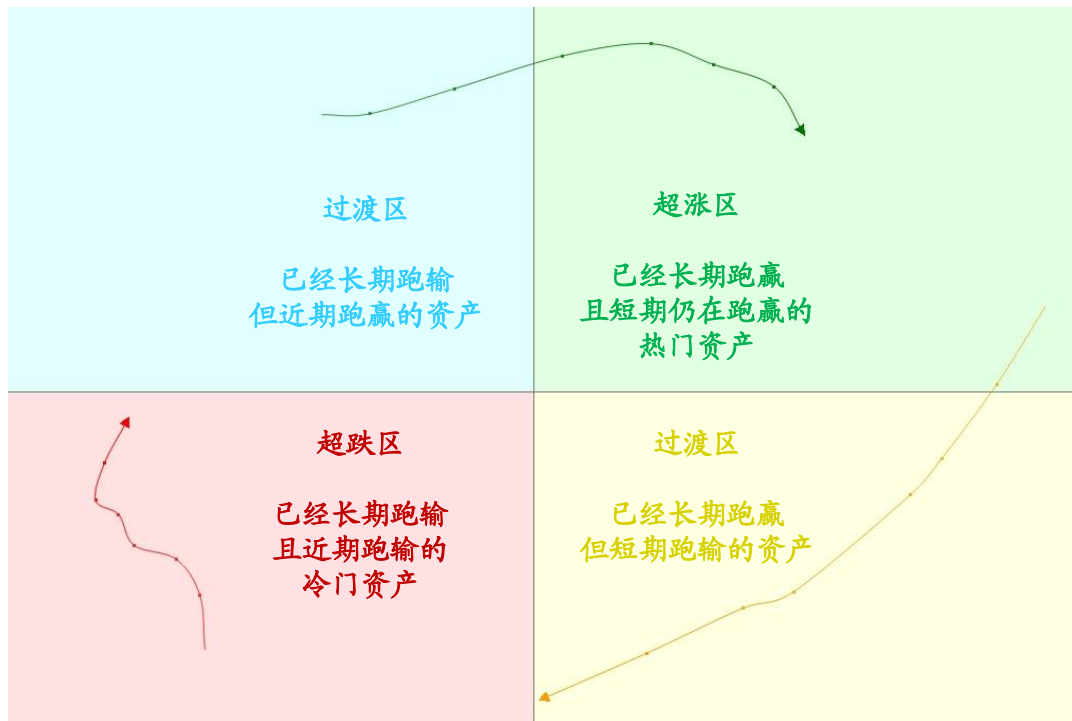 过渡区
已经长期跑输
但近期跑赢的资产
超涨区
已经长期跑赢
且短期仍在跑赢的
热门资产
超跌区
已经长期跑输
且近期跑输的
冷门资产
过渡区
已经长期跑赢
但短期跑输的资产